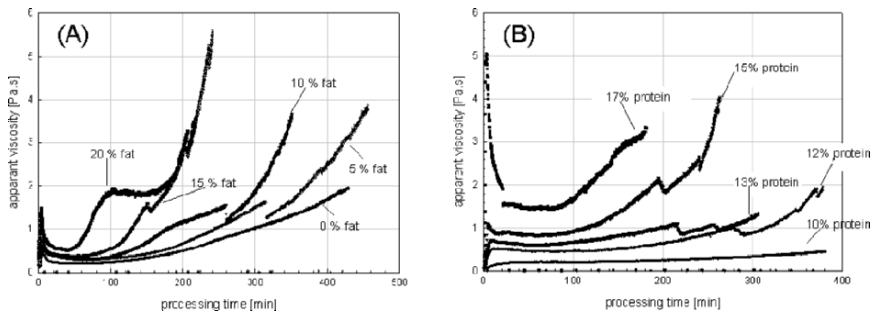 (A)
6
5
4
3
2
1
0
apparent viscosity [Pa.s]
20 % fat
15 % fat
10 % fat
5 % fat
0 % fat
0 100 200 300 400 500
processing time [min]
(B)
6
5
4
3
2
1
0
apparent viscosity [Pa.s]
17% protein
15% protein
12% protein
13% protein
10% protein
0 100 200 300 400
processing time [min]